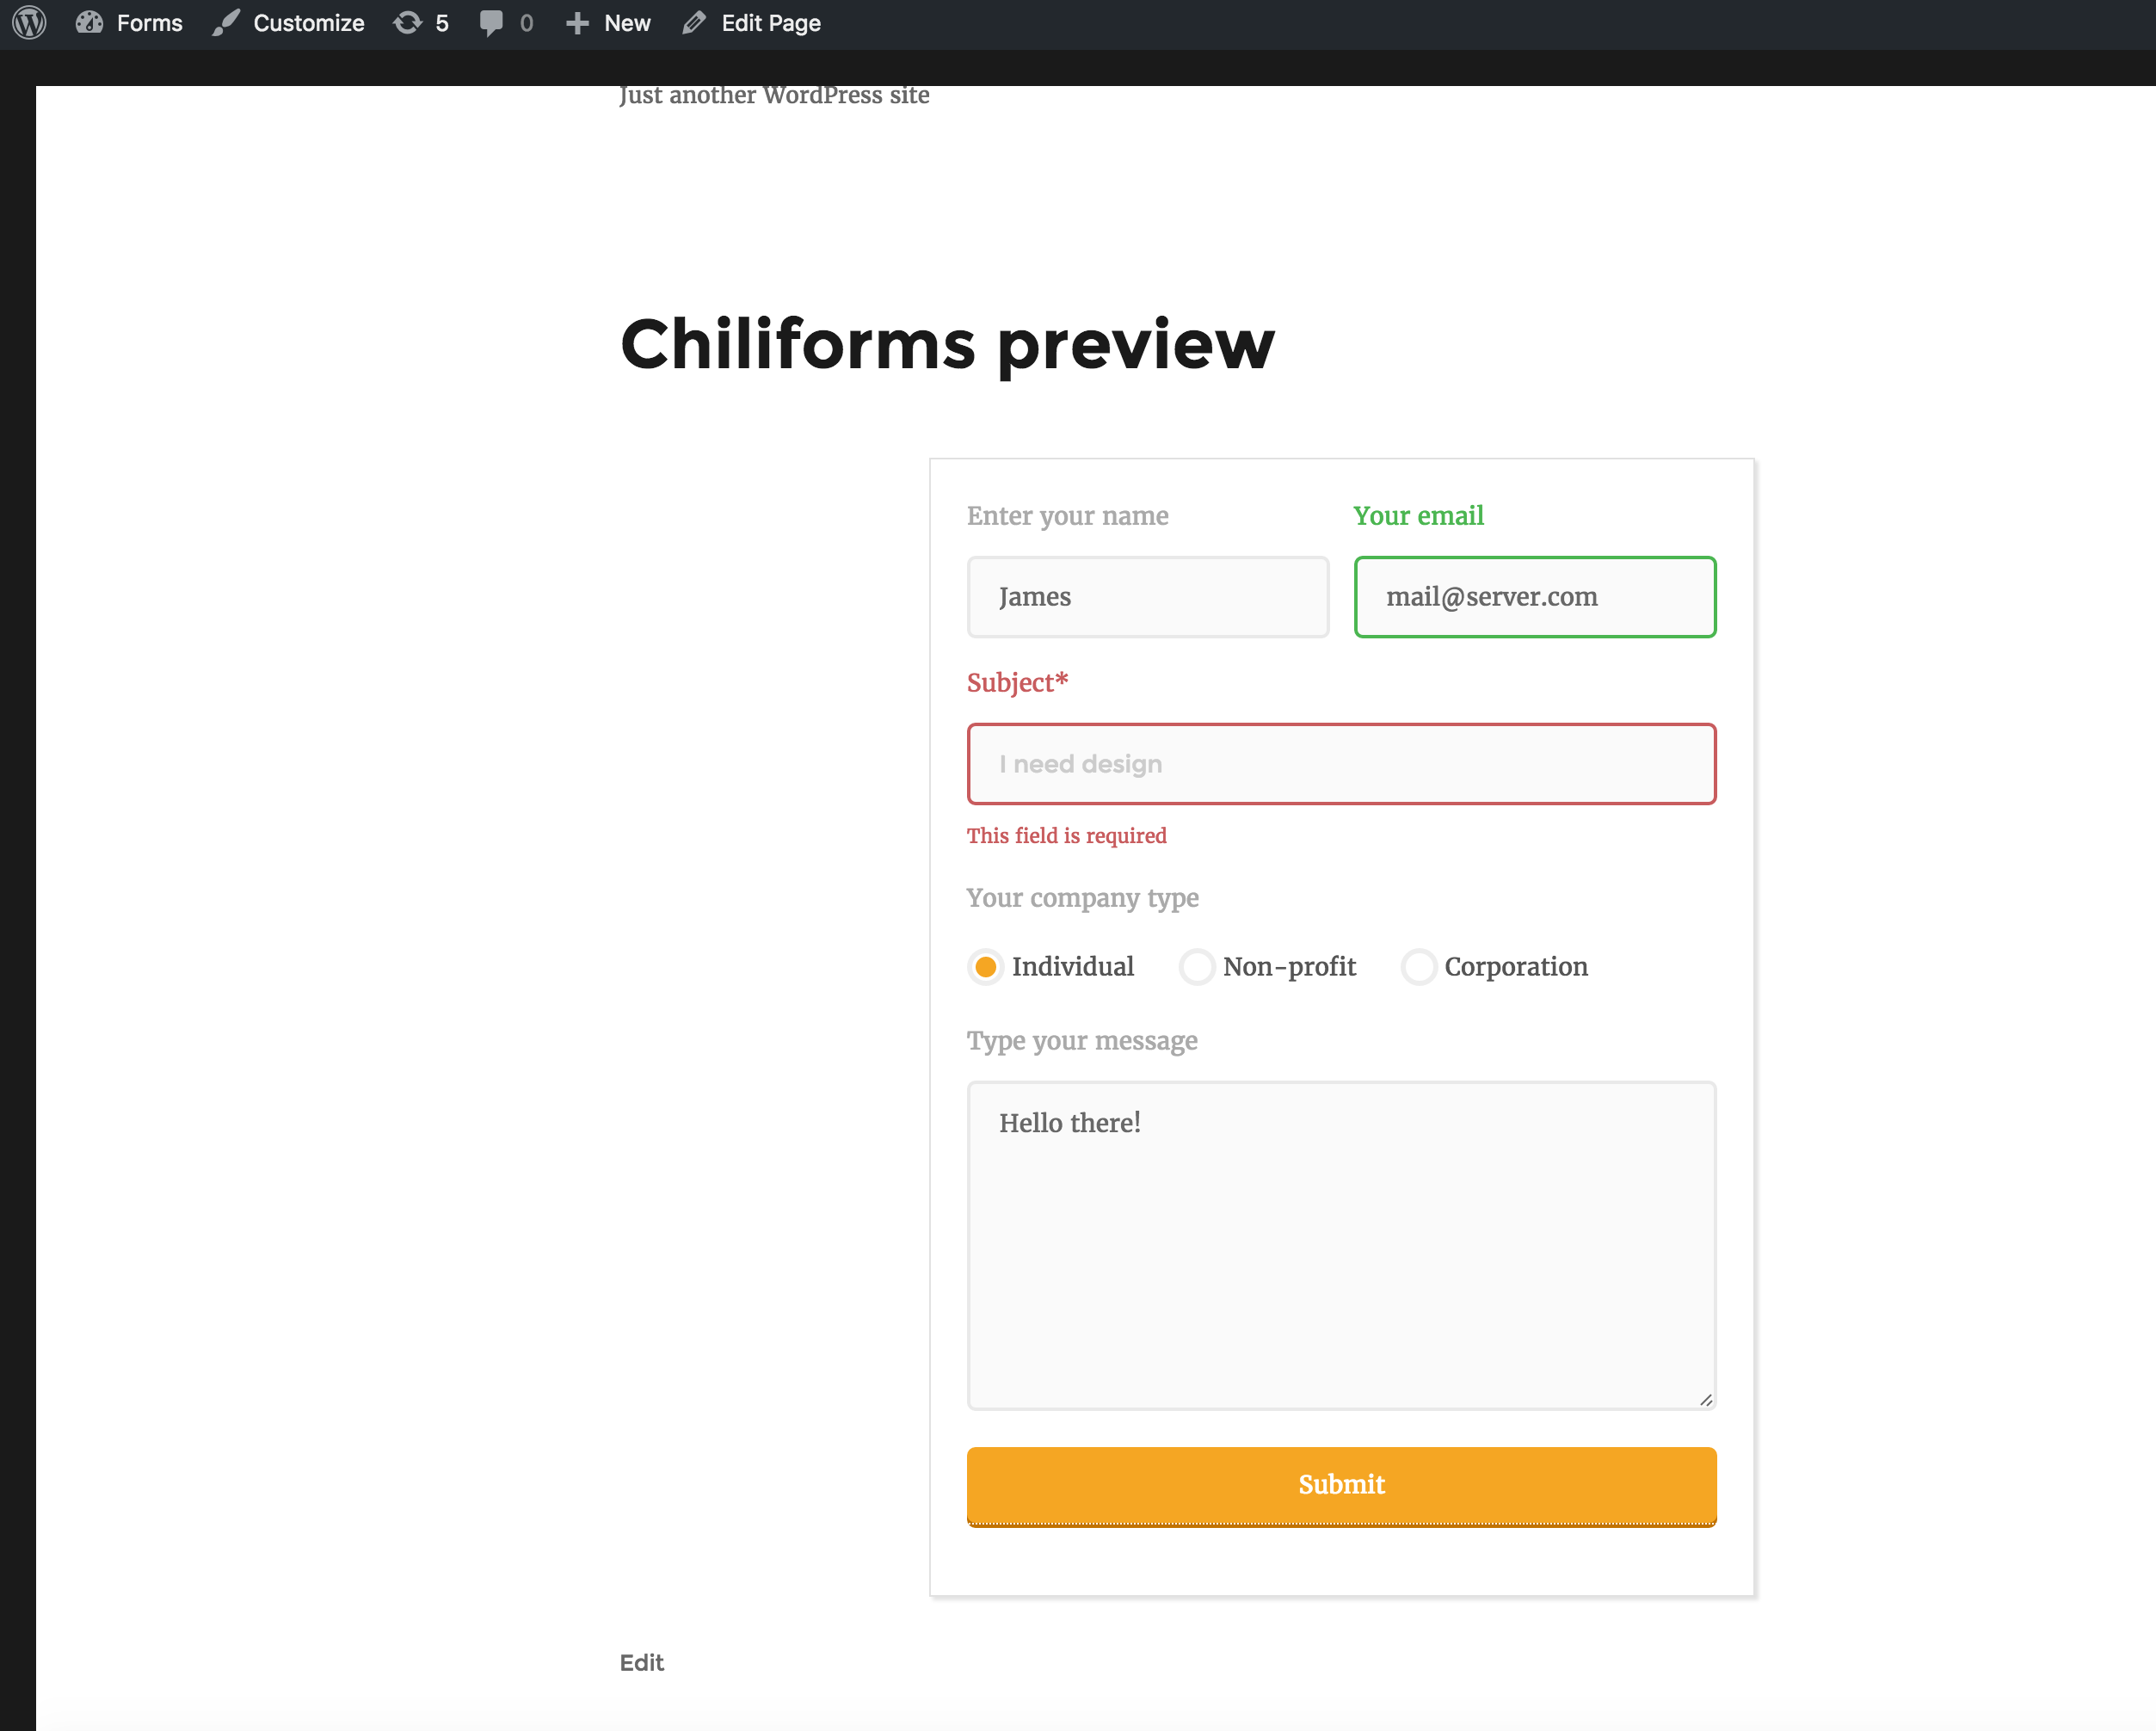 Forms Customize 5 0 New Edit Page
Just another WordPress site
Chiliforms preview
Enter your name Your email
James mail@server.com
Subject*
I need design
This field is required
Your company type
Individual Non-profit Corporation
Type your message
Hello there!
Submit
Edit